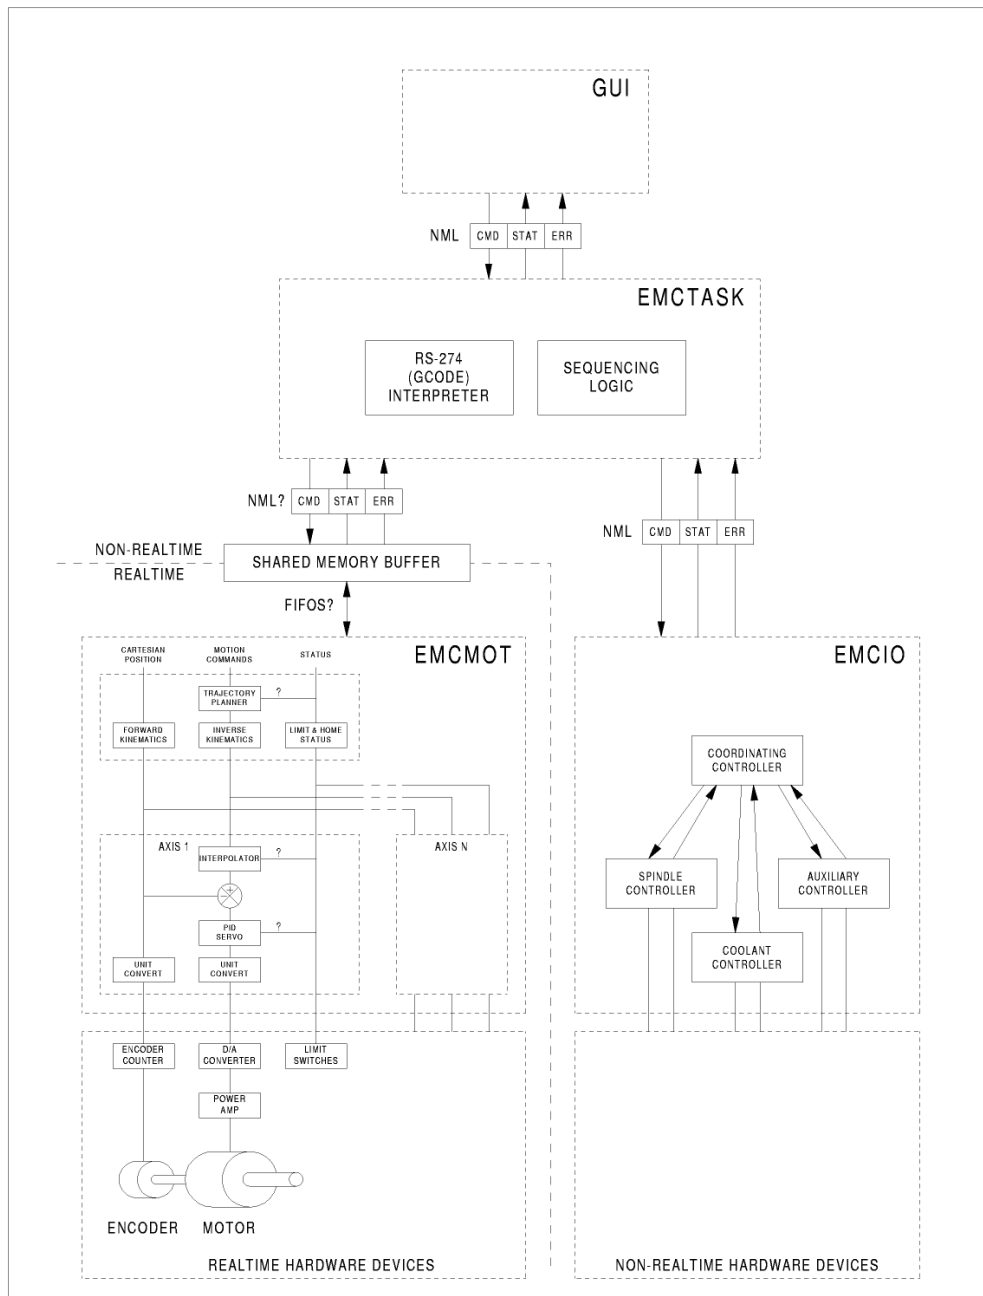 GUI
NML
CMD
STAT
ERR
EMCTASK
RS-274
(GCODE)
INTERPRETER
SEQUENCING
LOGIC
NML?
CMD
STAT
ERR
NML
CMD
STAT
ERR
NON-REALTIME
REALTIME
SHARED MEMORY BUFFER
FIFOS?
EMCMOT
CARTESIAN
POSITION
MOTION
COMMANDS
STATUS
TRAJECTORY
PLANNER
?
FORWARD
KINEMATICS
INVERSE
KINEMATICS
LIMIT & HOME
STATUS
AXIS 1
INTERPOLATOR
?
+
-
PID
SERVO
?
UNIT
CONVERT
UNIT
CONVERT
AXIS N
EMCIO
COORDINATING
CONTROLLER
SPINDLE
CONTROLLER
AUXILIARY
CONTROLLER
COOLANT
CONTROLLER
ENCODER
COUNTER
D/A
CONVERTER
LIMIT
SWITCHES
POWER
AMP
ENCODER
MOTOR
REALTIME HARDWARE DEVICES
NON-REALTIME HARDWARE DEVICES